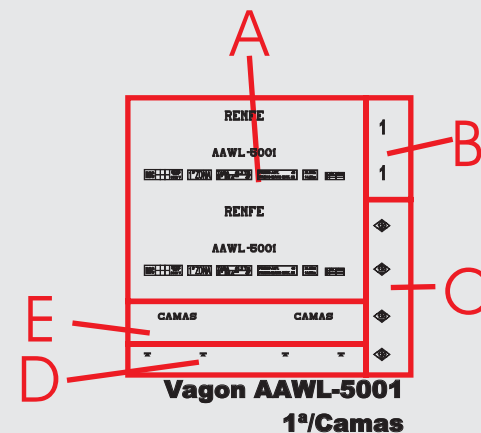 A
RENFE
1
AAWL-5001
B
1
RENFE
AAWL-5001
C
E
CAMAS CAMAS
D
Vagon AAWL-5001
1ª/Camas